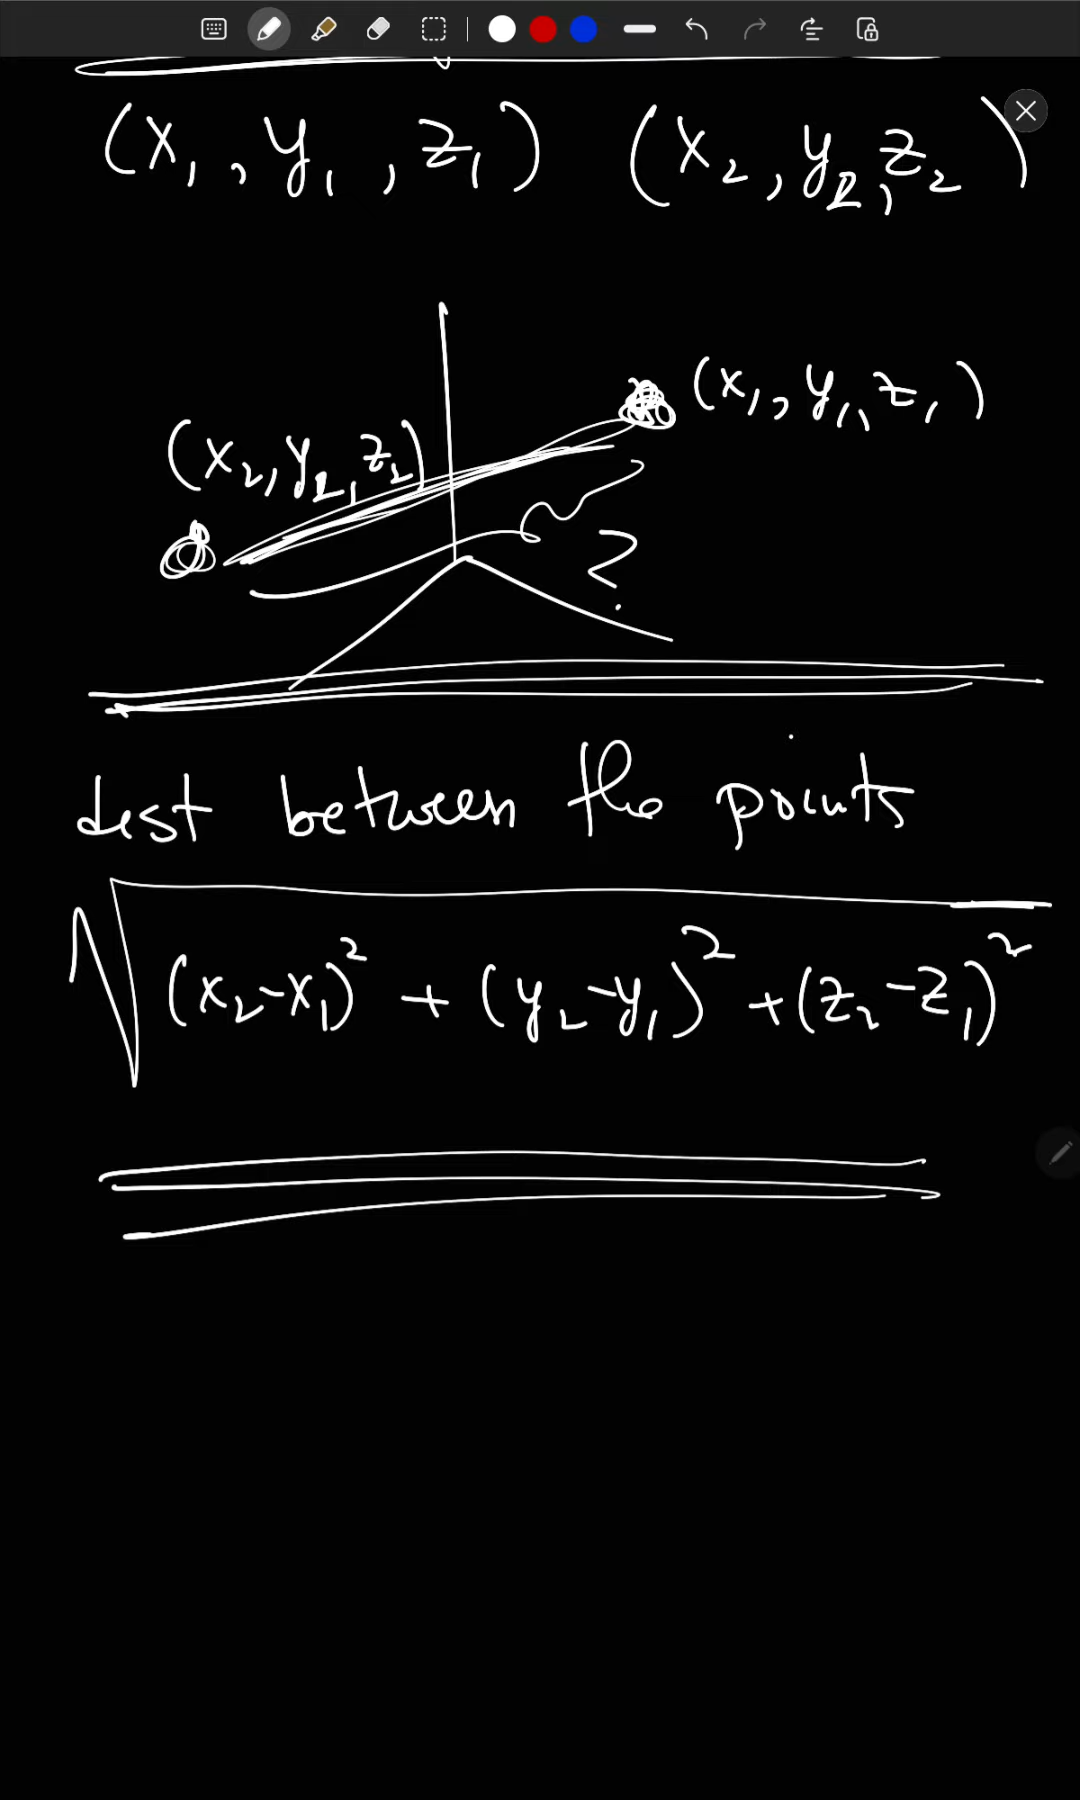 (x₁, y₁, z₁) (x₂, y₂, z₂)
(x₁, y₁, z₁)
(x₂, y₂, z₂)
?
dist between the points
√((x₂-x₁)² + (y₂-y₁)² + (z₂-z₁)²)